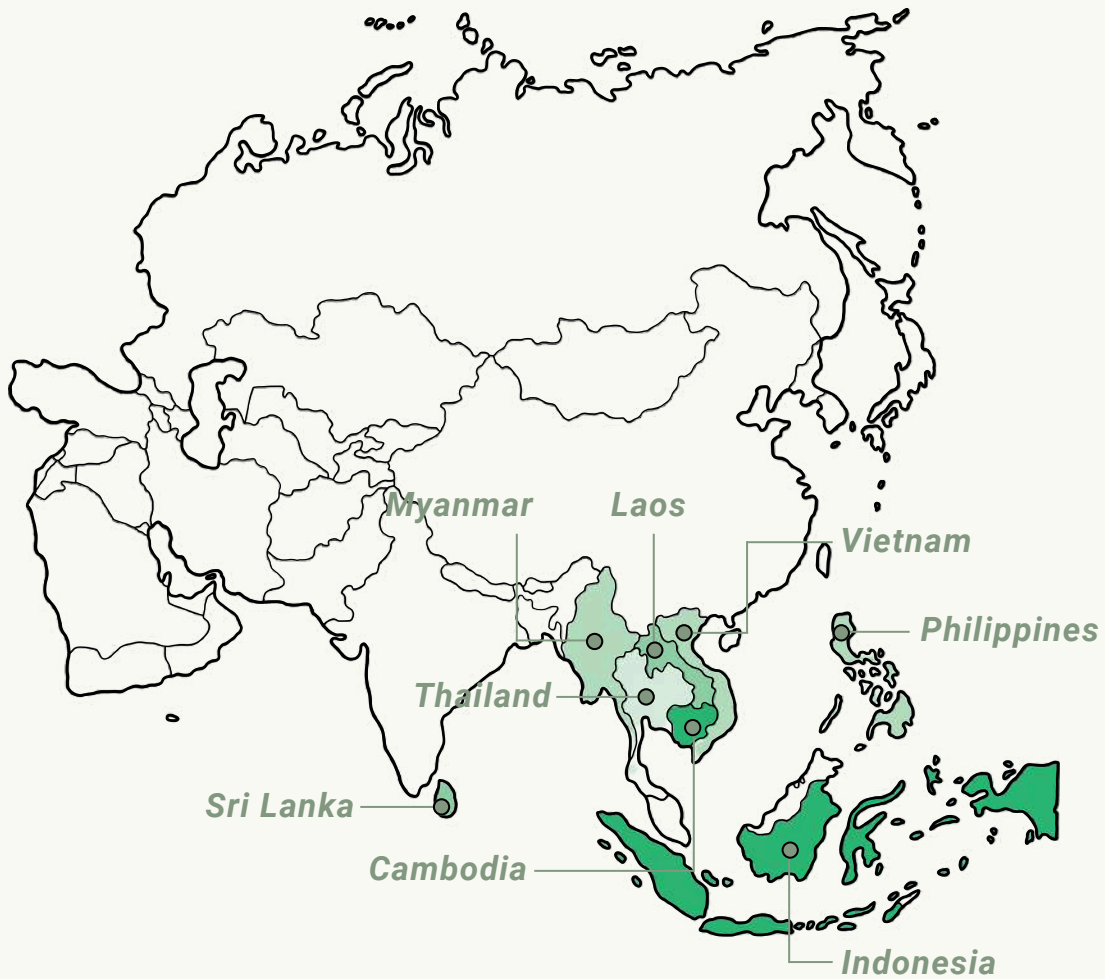 Myanmar
Laos
Vietnam
Philippines
Thailand
Sri Lanka
Cambodia
Indonesia